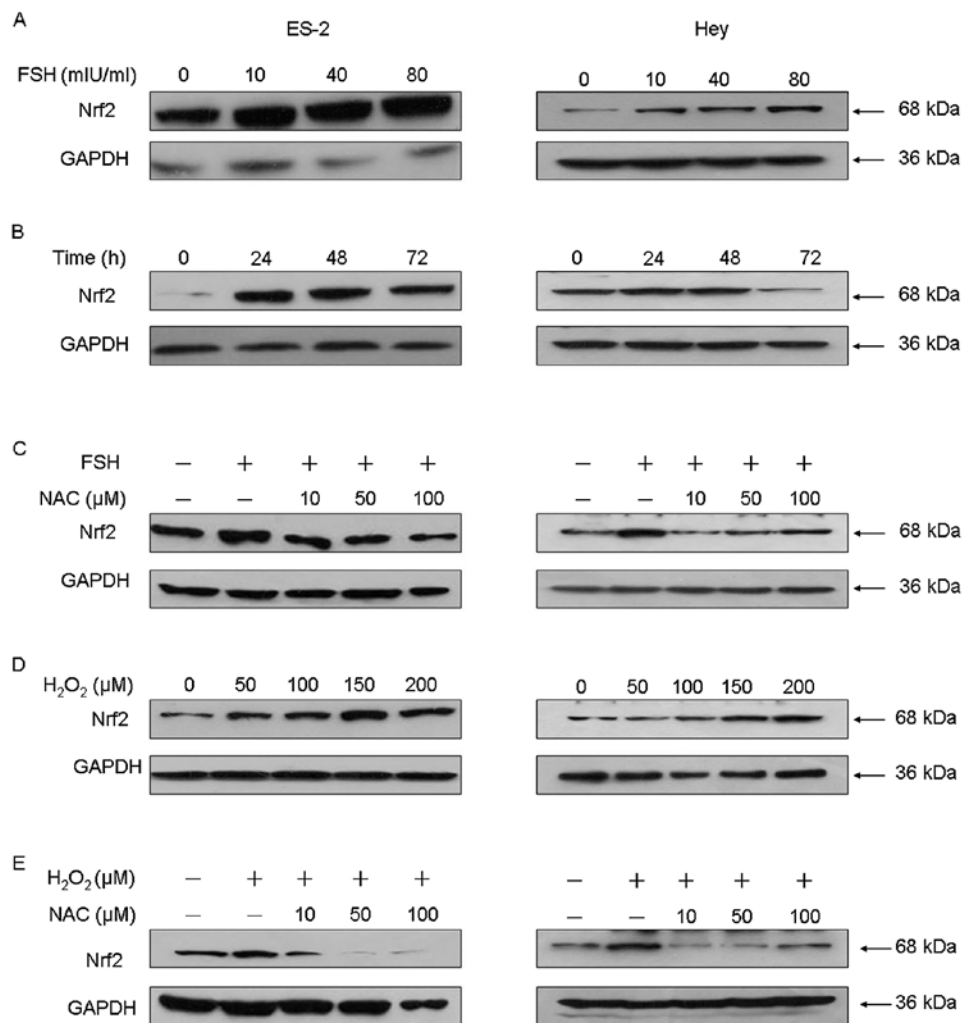 A
ES-2 Hey
FSH (mIU/ml) 0 10 40 80 0 10 40 80
Nrf2 68 kDa
GAPDH 36 kDa
B
Time (h) 0 24 48 72 0 24 48 72
Nrf2 68 kDa
GAPDH 36 kDa
C
FSH − + + + + − + + + +
NAC (µM) − − 10 50 100 − − 10 50 100
Nrf2 68 kDa
GAPDH 36 kDa
D
H₂O₂ (µM) 0 50 100 150 200 0 50 100 150 200
Nrf2 68 kDa
GAPDH 36 kDa
E
H₂O₂ (µM) − + + + + − + + + +
NAC (µM) − − 10 50 100 − − 10 50 100
Nrf2 68 kDa
GAPDH 36 kDa